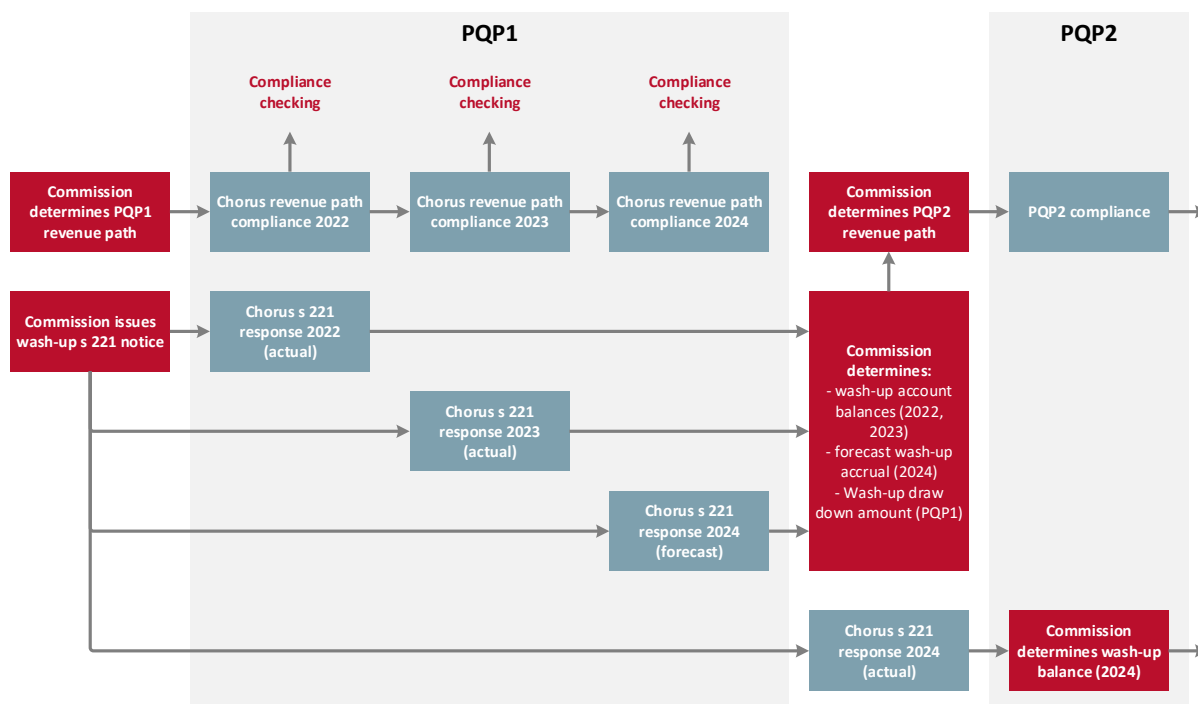 PQP1
PQP2
Compliance
checking
Compliance
checking
Compliance
checking
Commission
determines PQP1
revenue path
Chorus revenue path
compliance 2022
Chorus revenue path
compliance 2023
Chorus revenue path
compliance 2024
Commission
determines PQP2
revenue path
PQP2 compliance
Commission issues
wash-up s 221 notice
Chorus s 221
response 2022
(actual)
Chorus s 221
response 2023
(actual)
Chorus s 221
response 2024
(forecast)
Commission
determines:
- wash-up account
balances (2022,
2023)
- forecast wash-up
accrual (2024)
- Wash-up draw
down amount (PQP1)
Chorus s 221
response 2024
(actual)
Commission
determines wash-up
balance (2024)